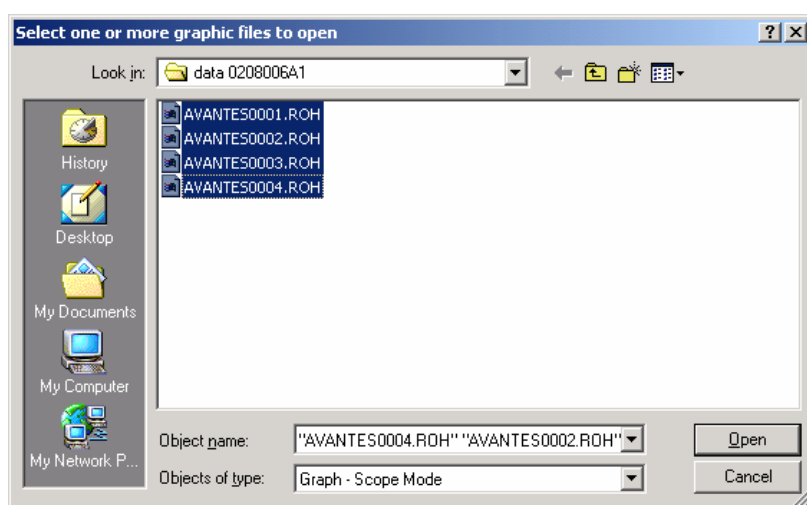 Select one or more graphic files to open
Look in: data 0208006A1
AVANTES0001.ROH
AVANTES0002.ROH
AVANTES0003.ROH
AVANTES0004.ROH
History
Desktop
My Documents
My Computer
My Network P...
Object name: "AVANTES0004.ROH" "AVANTES0002.ROH" Open
Objects of type: Graph - Scope Mode Cancel